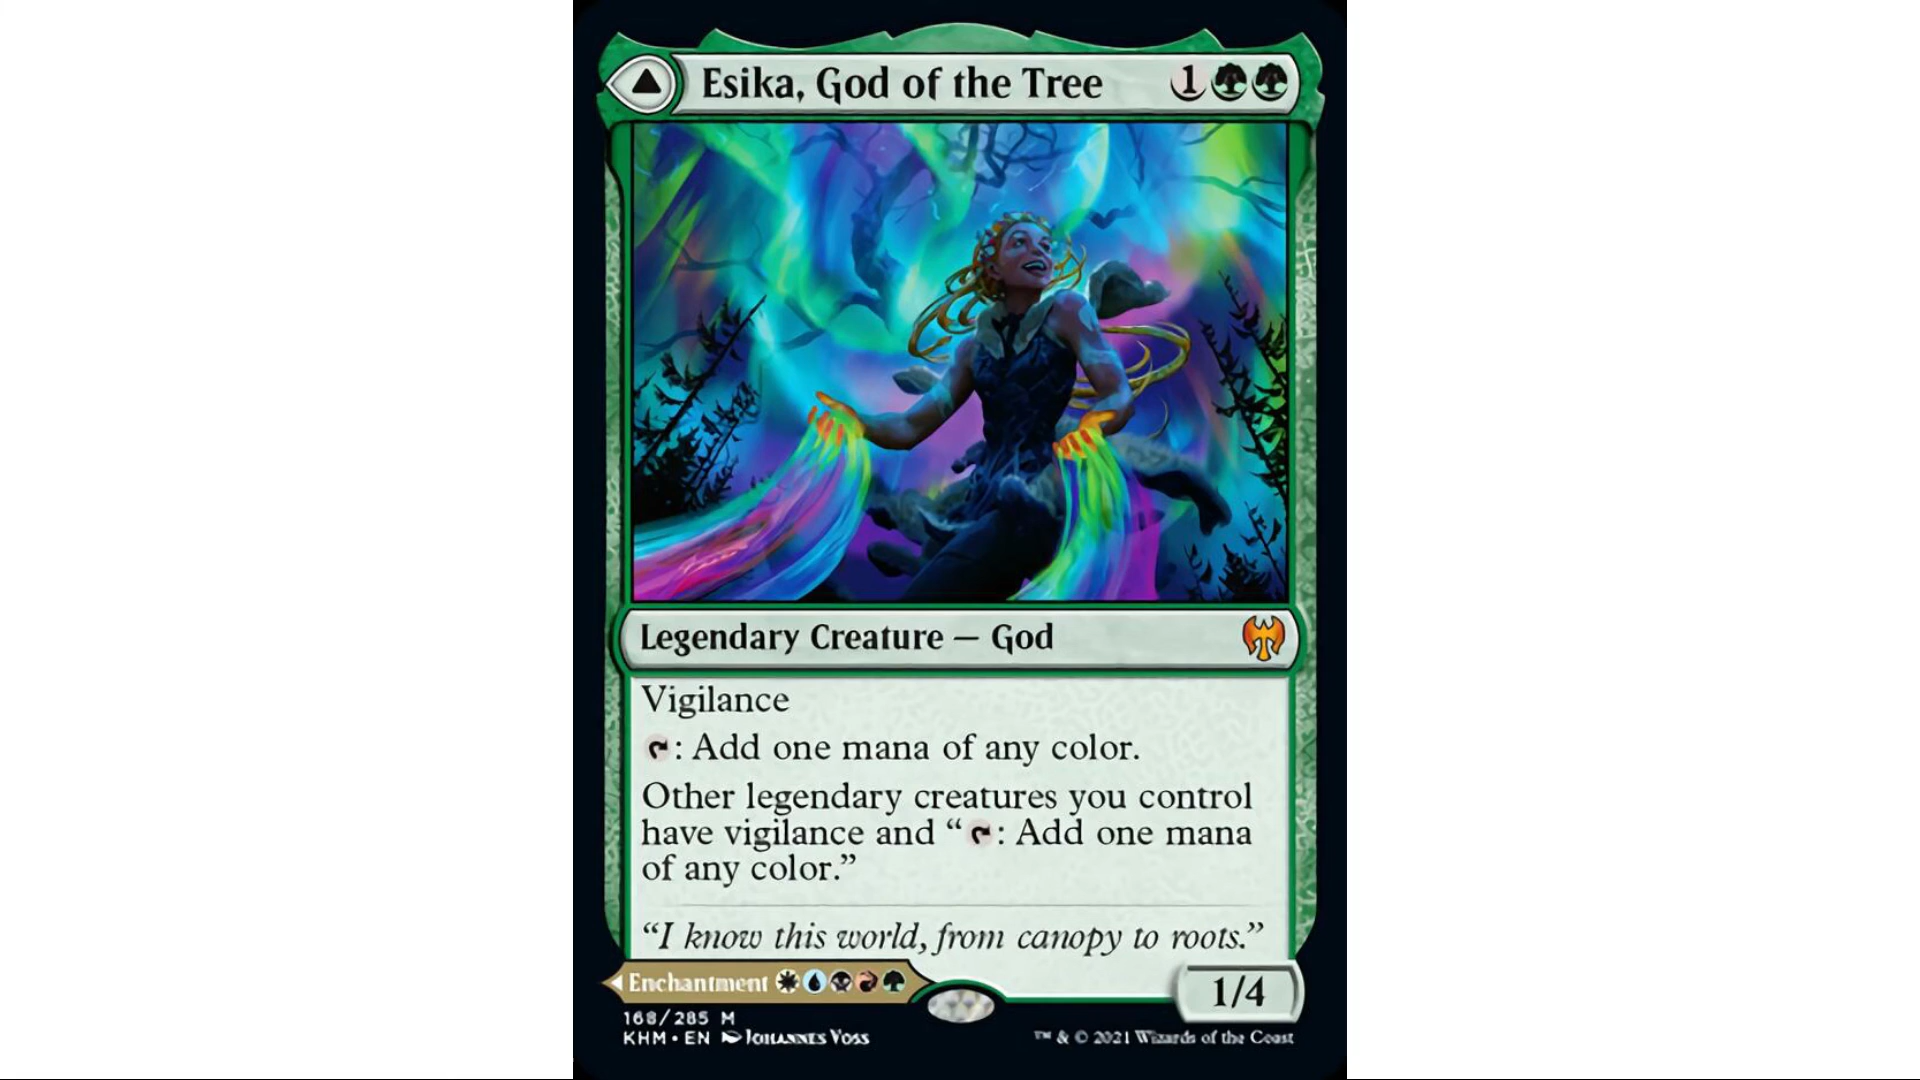 Esika, God of the Tree 1
Legendary Creature — God
Vigilance
: Add one mana of any color.
Other legendary creatures you control
have vigilance and “ : Add one mana
of any color.”
“I know this world, from canopy to roots.”
Enchantment
1/4
168/285 M
KHM • EN Johannes Voss
™ & © 2021 Wizards of the Coast